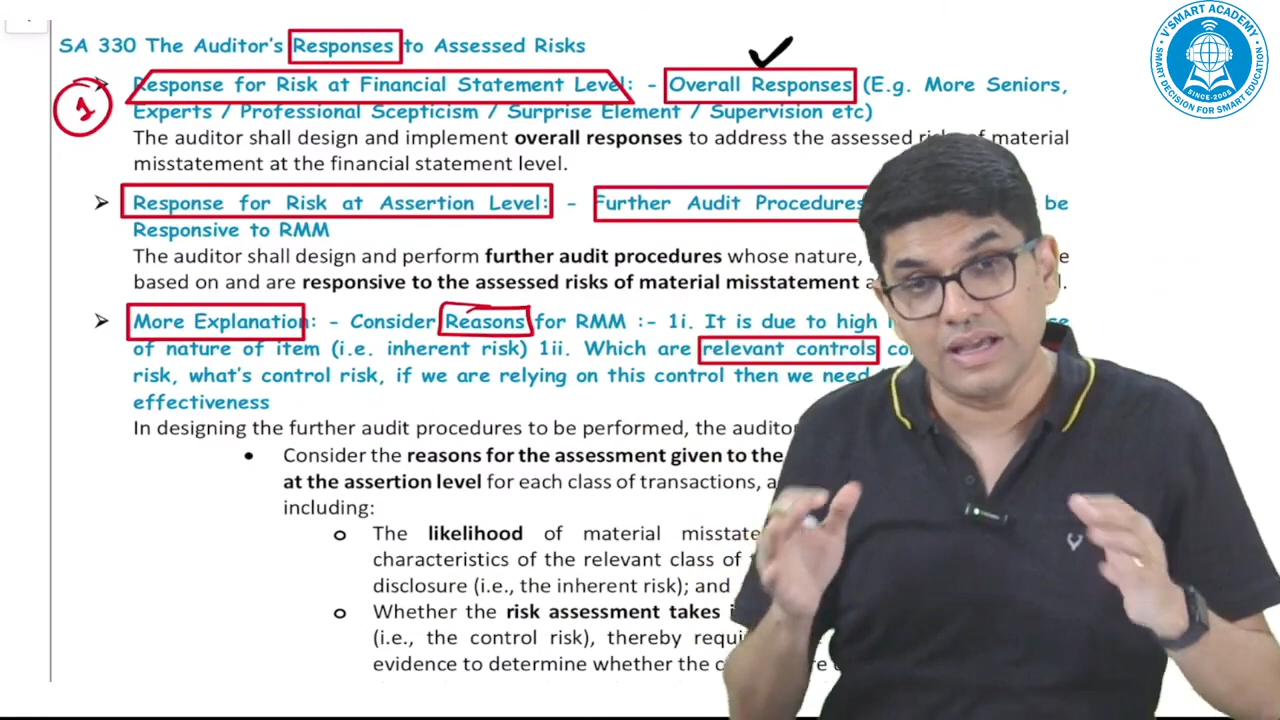 SA 330 The Auditor's Responses to Assessed Risks
➤ Response for Risk at Financial Statement Level: - Overall Responses (E.g. More Seniors,
1
Experts / Professional Scepticism / Surprise Element / Supervision etc)
The auditor shall design and implement overall responses to address the assessed of material
misstatement at the financial statement level.
➤ Response for Risk at Assertion Level: - Further Audit Procedures be
Responsive to RMM
The auditor shall design and perform further audit procedures whose nature,
based on and are responsive to the assessed risks of material misstatement
➤ More Explanation: - Consider Reasons for RMM :- 1i. It is due to high
of nature of item (i.e. inherent risk) 1ii. Which are relevant controls
risk, what's control risk, if we are relying on this control then we need
effectiveness
In designing the further audit procedures to be performed, the
• Consider the reasons for the assessment given to the
at the assertion level for each class of transactions,
including:
o The likelihood of material
characteristics of the relevant class of
disclosure (i.e., the inherent risk); and
o Whether the risk assessment takes
(i.e., the control risk), thereby
evidence to determine whether the
V'SMART ACADEMY
SINCE-2005
SMART DECISION FOR SMART EDUCATION